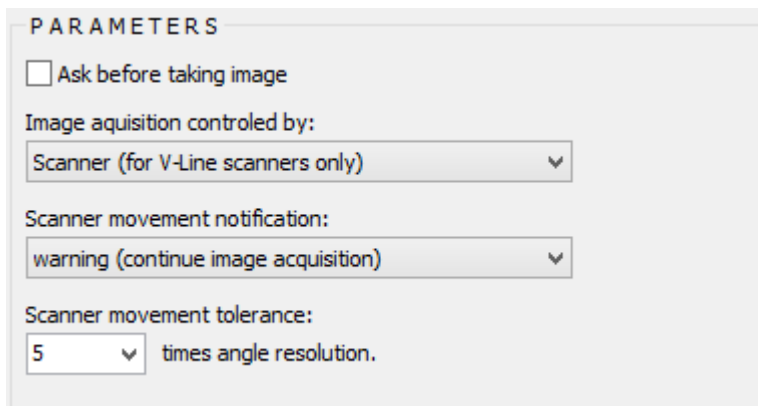 PARAMETERS
Ask before taking image
Image aquisition controled by:
Scanner (for V-Line scanners only)
Scanner movement notification:
warning (continue image acquisition)
Scanner movement tolerance:
5 times angle resolution.